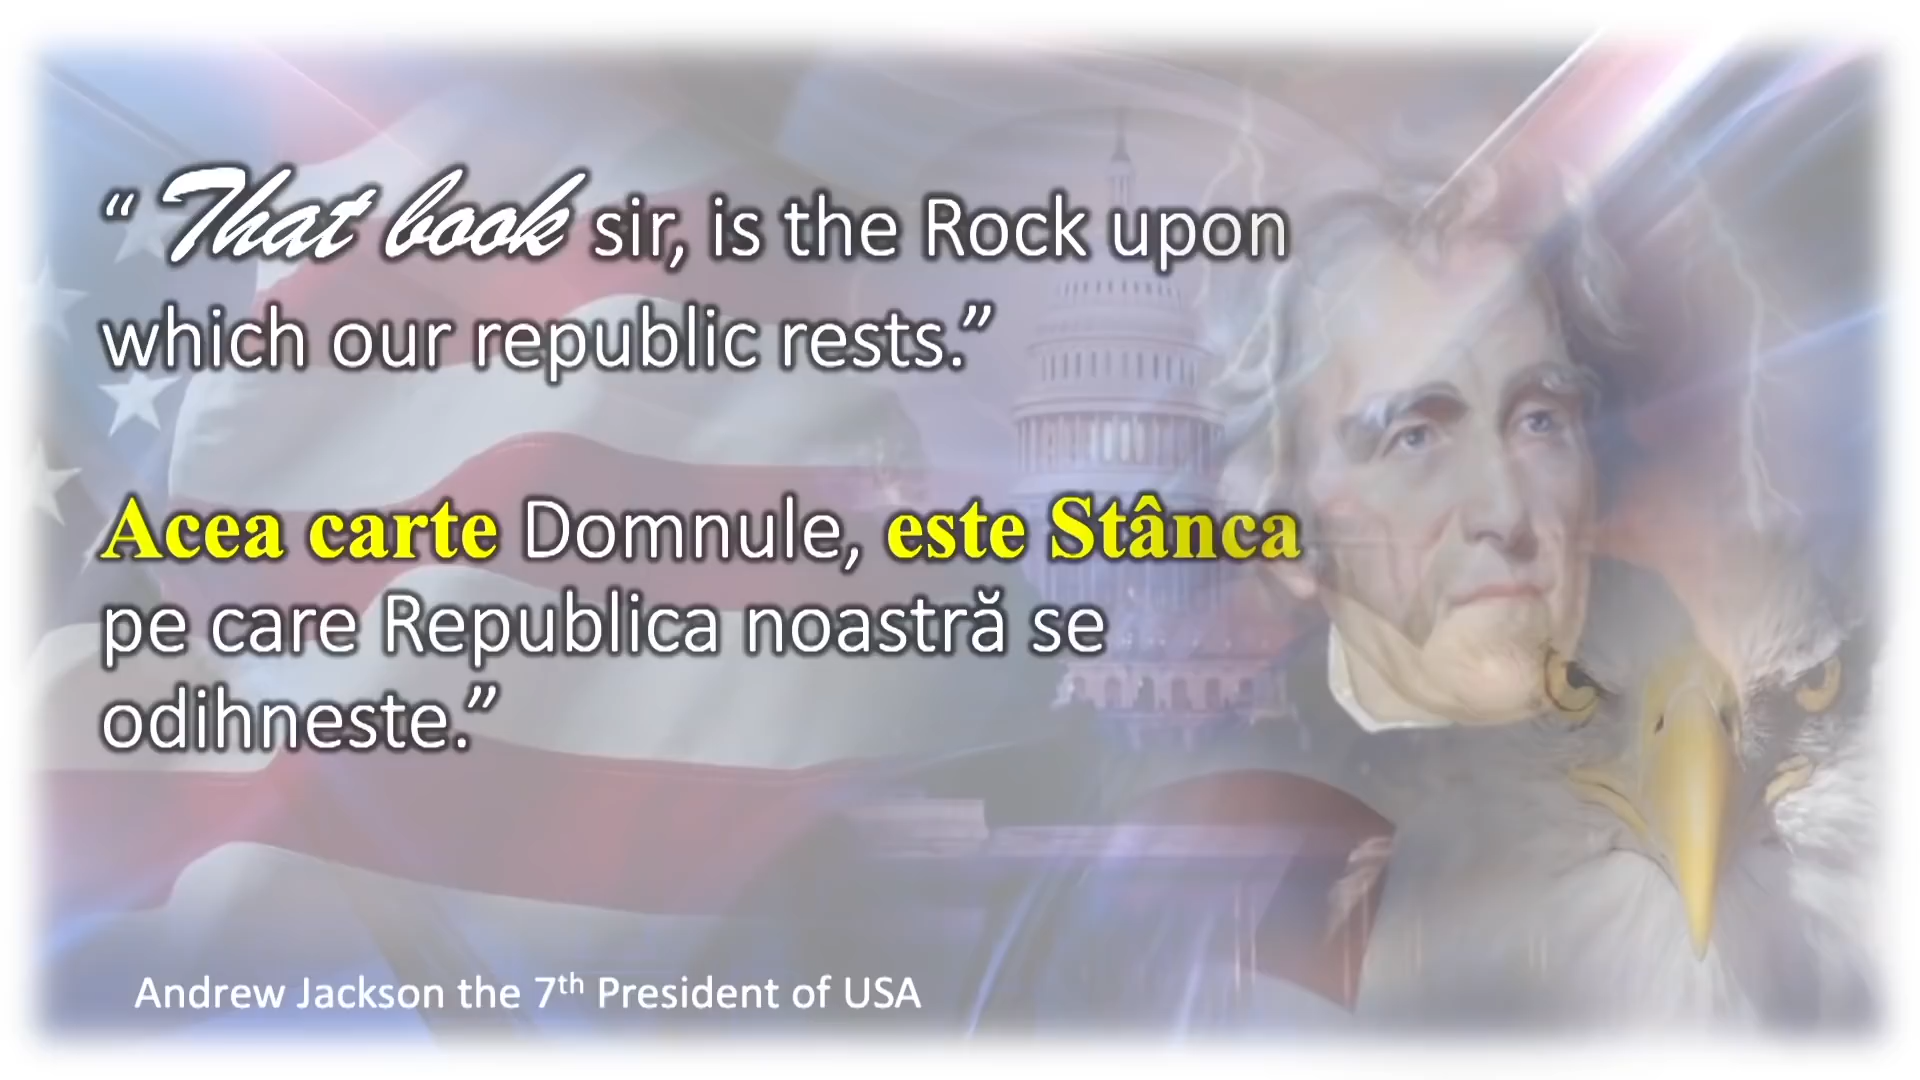 “ That book sir, is the Rock upon
which our republic rests.”
Acea carte Domnule, este Stânca
pe care Republica noastră se
odihneste.”
Andrew Jackson the 7th President of USA